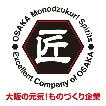 OSAKA Monodzukuri Spirits
匠
Excellent Company of OSAKA
大阪の元気!ものづくり企業